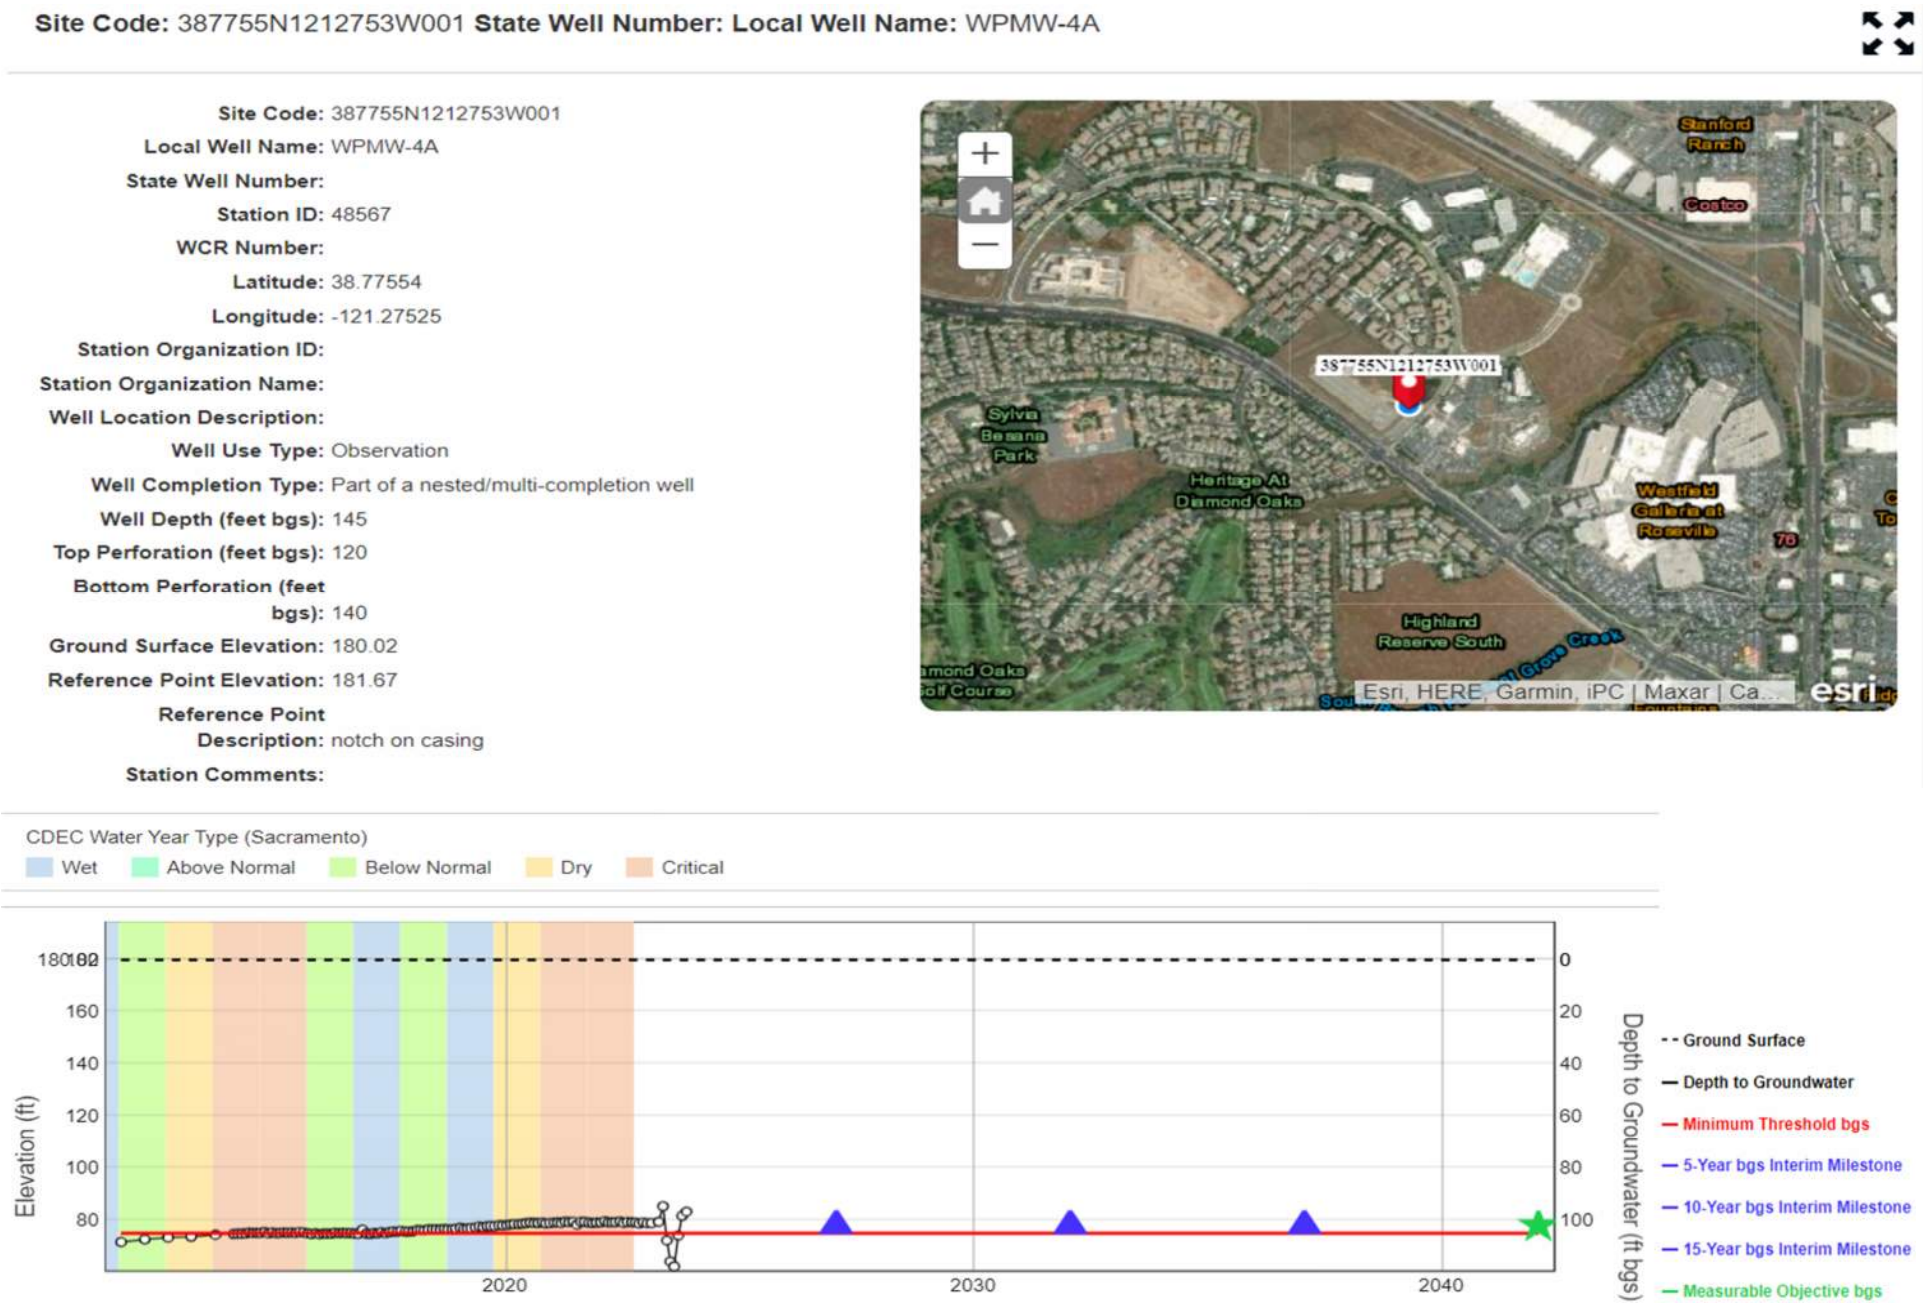 Site Code: 387755N1212753W001 State Well Number: Local Well Name: WPMW-4A
Site Code: 387755N1212753W001
Local Well Name: WPMW-4A
State Well Number:
Station ID: 48567
WCR Number:
Latitude: 38.77554
Longitude: -121.27525
Station Organization ID:
Station Organization Name:
Well Location Description:
Well Use Type: Observation
Well Completion Type: Part of a nested/multi-completion well
Well Depth (feet bgs): 145
Top Perforation (feet bgs): 120
Bottom Perforation (feet
bgs): 140
Ground Surface Elevation: 180.02
Reference Point Elevation: 181.67
Reference Point
Description: notch on casing
Station Comments:
+
−
Stanford
Ranch
Costco
387755N1212753W001
Sylvia
Besana
Park
Heritage At
Diamond Oaks
Westfield
Galleria at
Roseville
C
To
76
Highland
Reserve South
amond Oaks
Golf Course
Grove Creek
Esri, HERE, Garmin, iPC | Maxar | Ca...
esri
Fountains
CDEC Water Year Type (Sacramento)
Wet Above Normal Below Normal Dry Critical
Elevation (ft)
160
140
120
100
80
2020 2030 2040
0
20
40
60
80
100
Depth to Groundwater (ft bgs)
Ground Surface
Depth to Groundwater
Minimum Threshold bgs
5-Year bgs Interim Milestone
10-Year bgs Interim Milestone
15-Year bgs Interim Milestone
Measurable Objective bgs